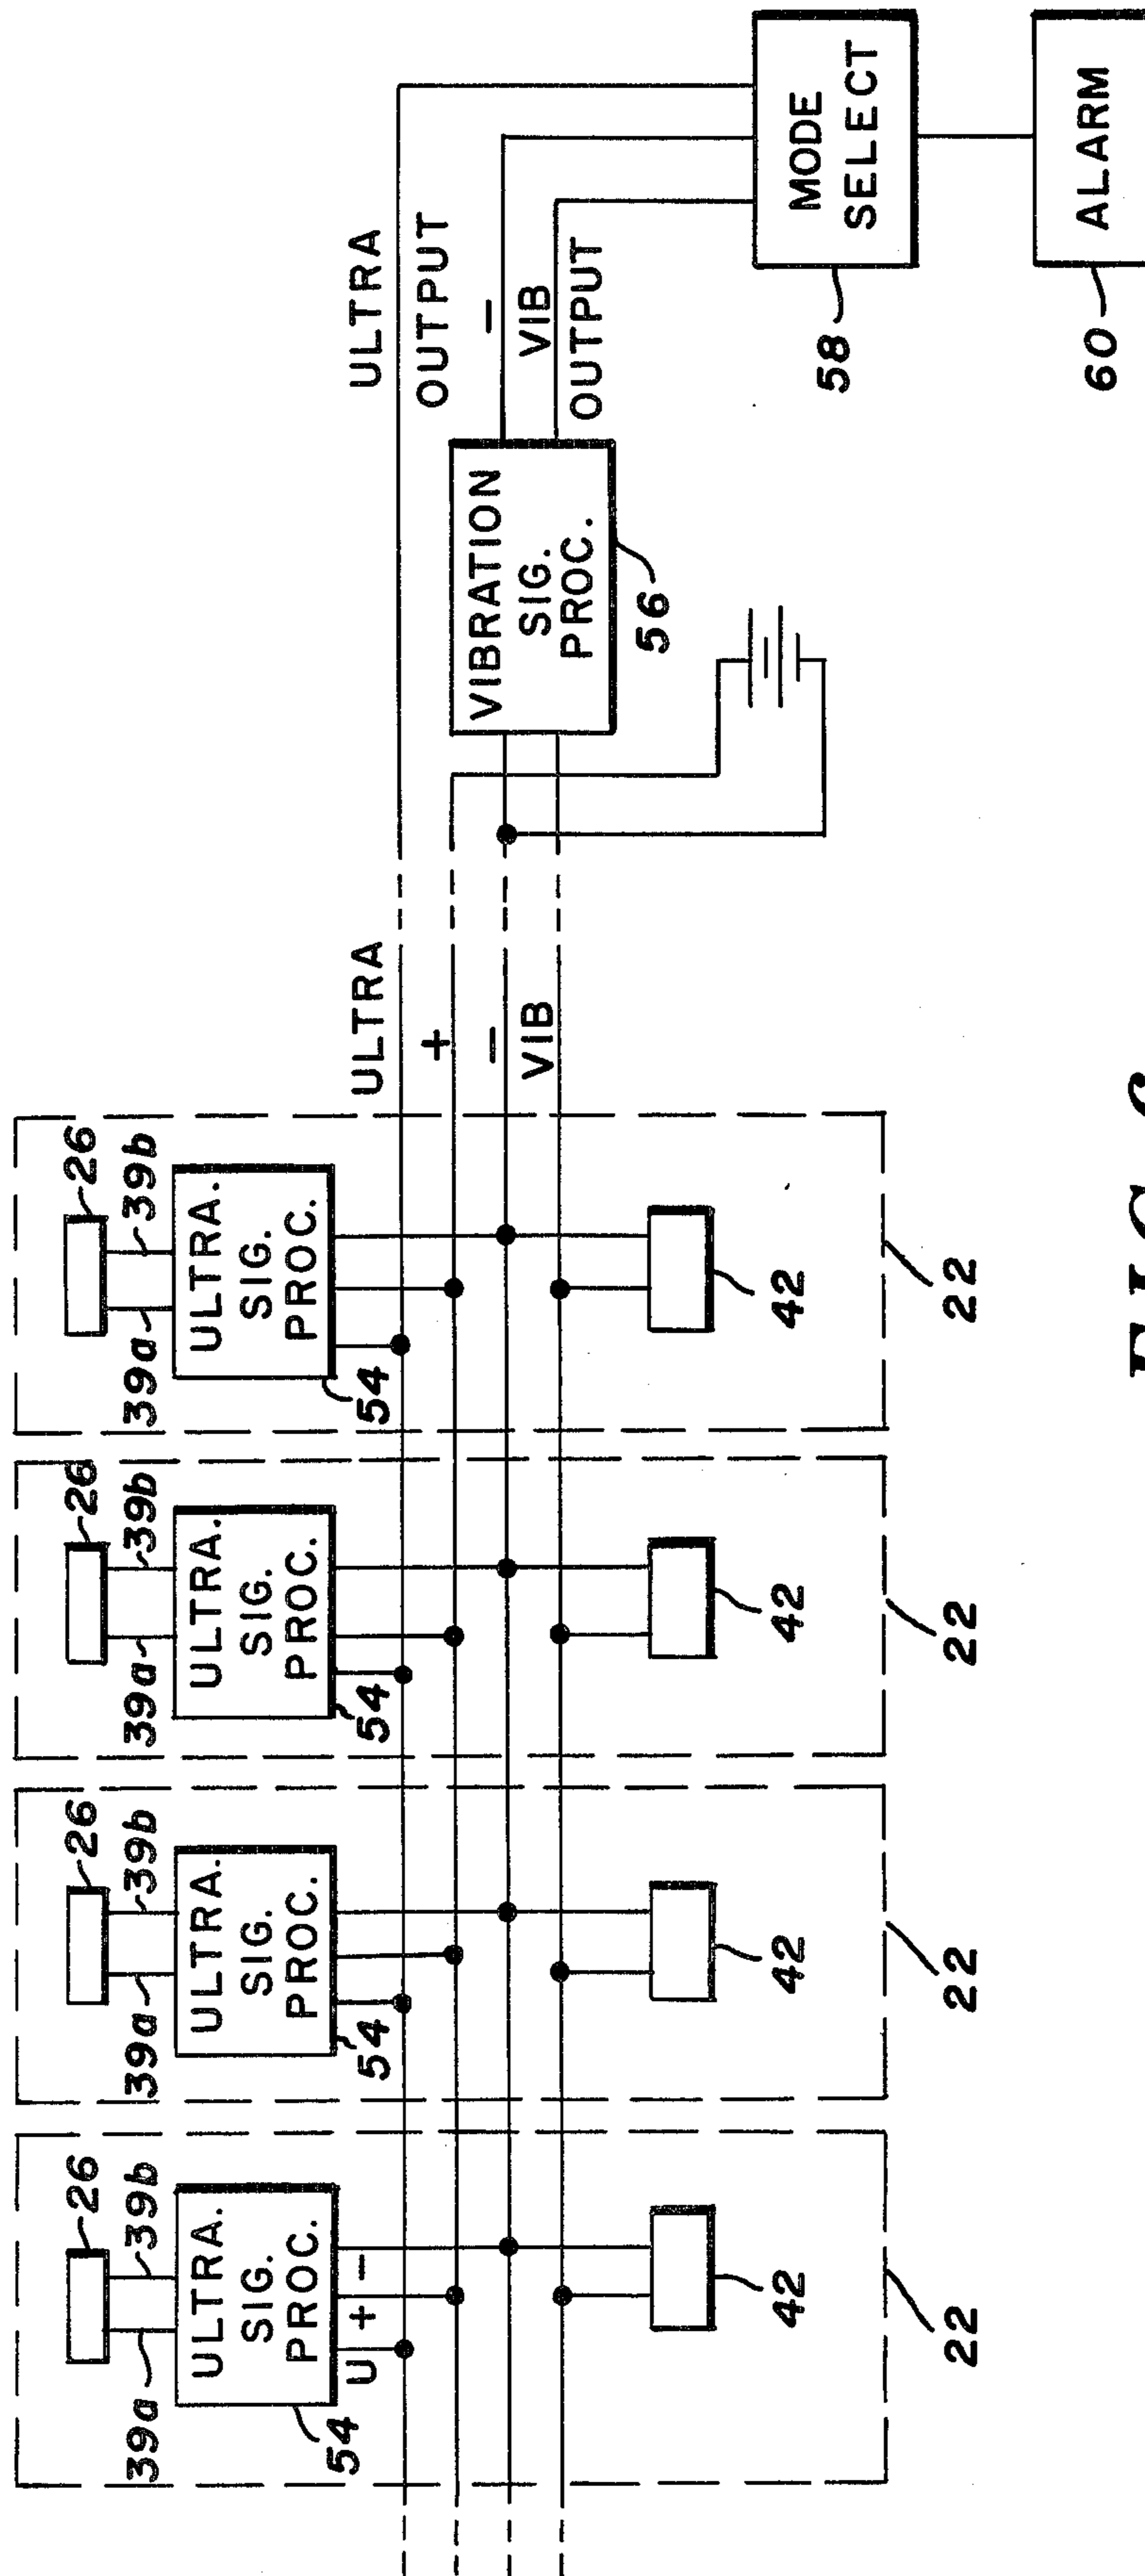 26
39a
39b
ULTRA.
SIG.
PROC.
54
U + −
42
22
26
39a
39b
ULTRA.
SIG.
PROC.
54
42
22
26
39a
39b
ULTRA.
SIG.
PROC.
54
42
22
26
39a
39b
ULTRA.
SIG.
PROC.
54
42
22
ULTRA
+
−
VIB
VIBRATION
SIG.
PROC.
56
ULTRA
OUTPUT
−
VIB
OUTPUT
MODE
SELECT
58
ALARM
60